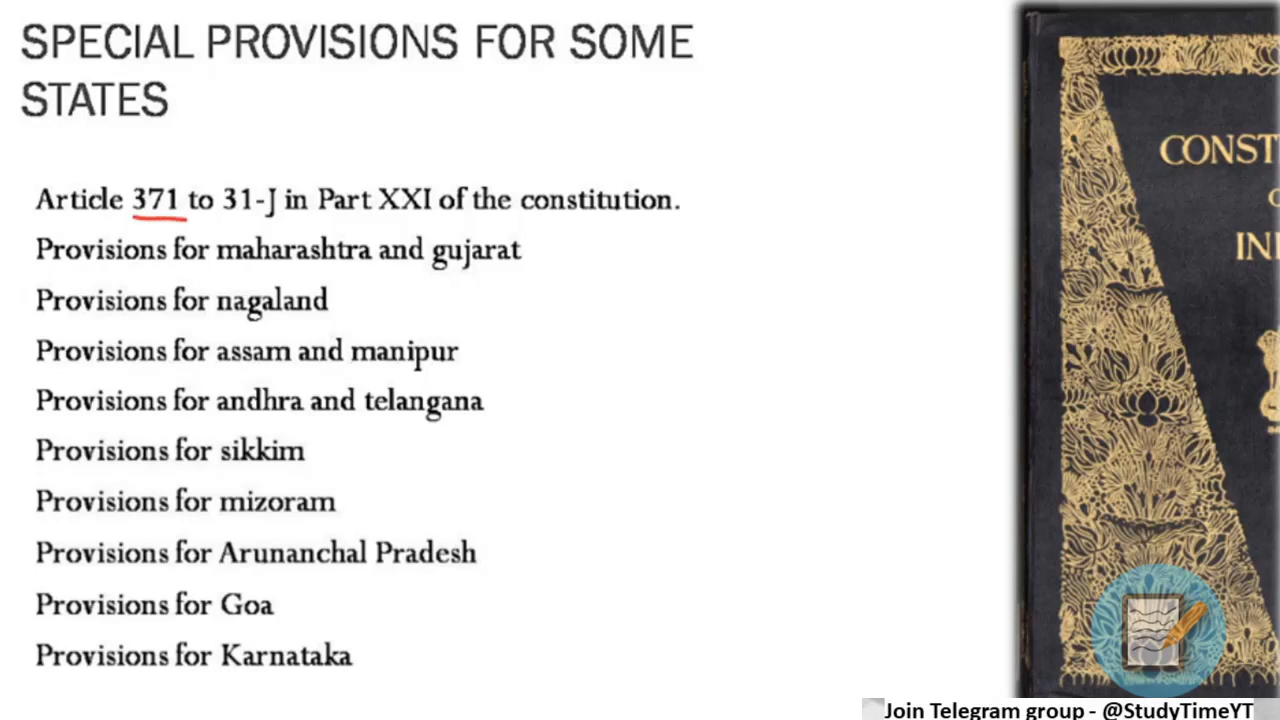 SPECIAL PROVISIONS FOR SOME
STATES
Article 371 to 31-J in Part XXI of the constitution.
Provisions for maharashtra and gujarat
Provisions for nagaland
Provisions for assam and manipur
Provisions for andhra and telangana
Provisions for sikkim
Provisions for mizoram
Provisions for Arunanchal Pradesh
Provisions for Goa
Provisions for Karnataka
CONST
IN
Join Telegram group - @StudyTimeYT